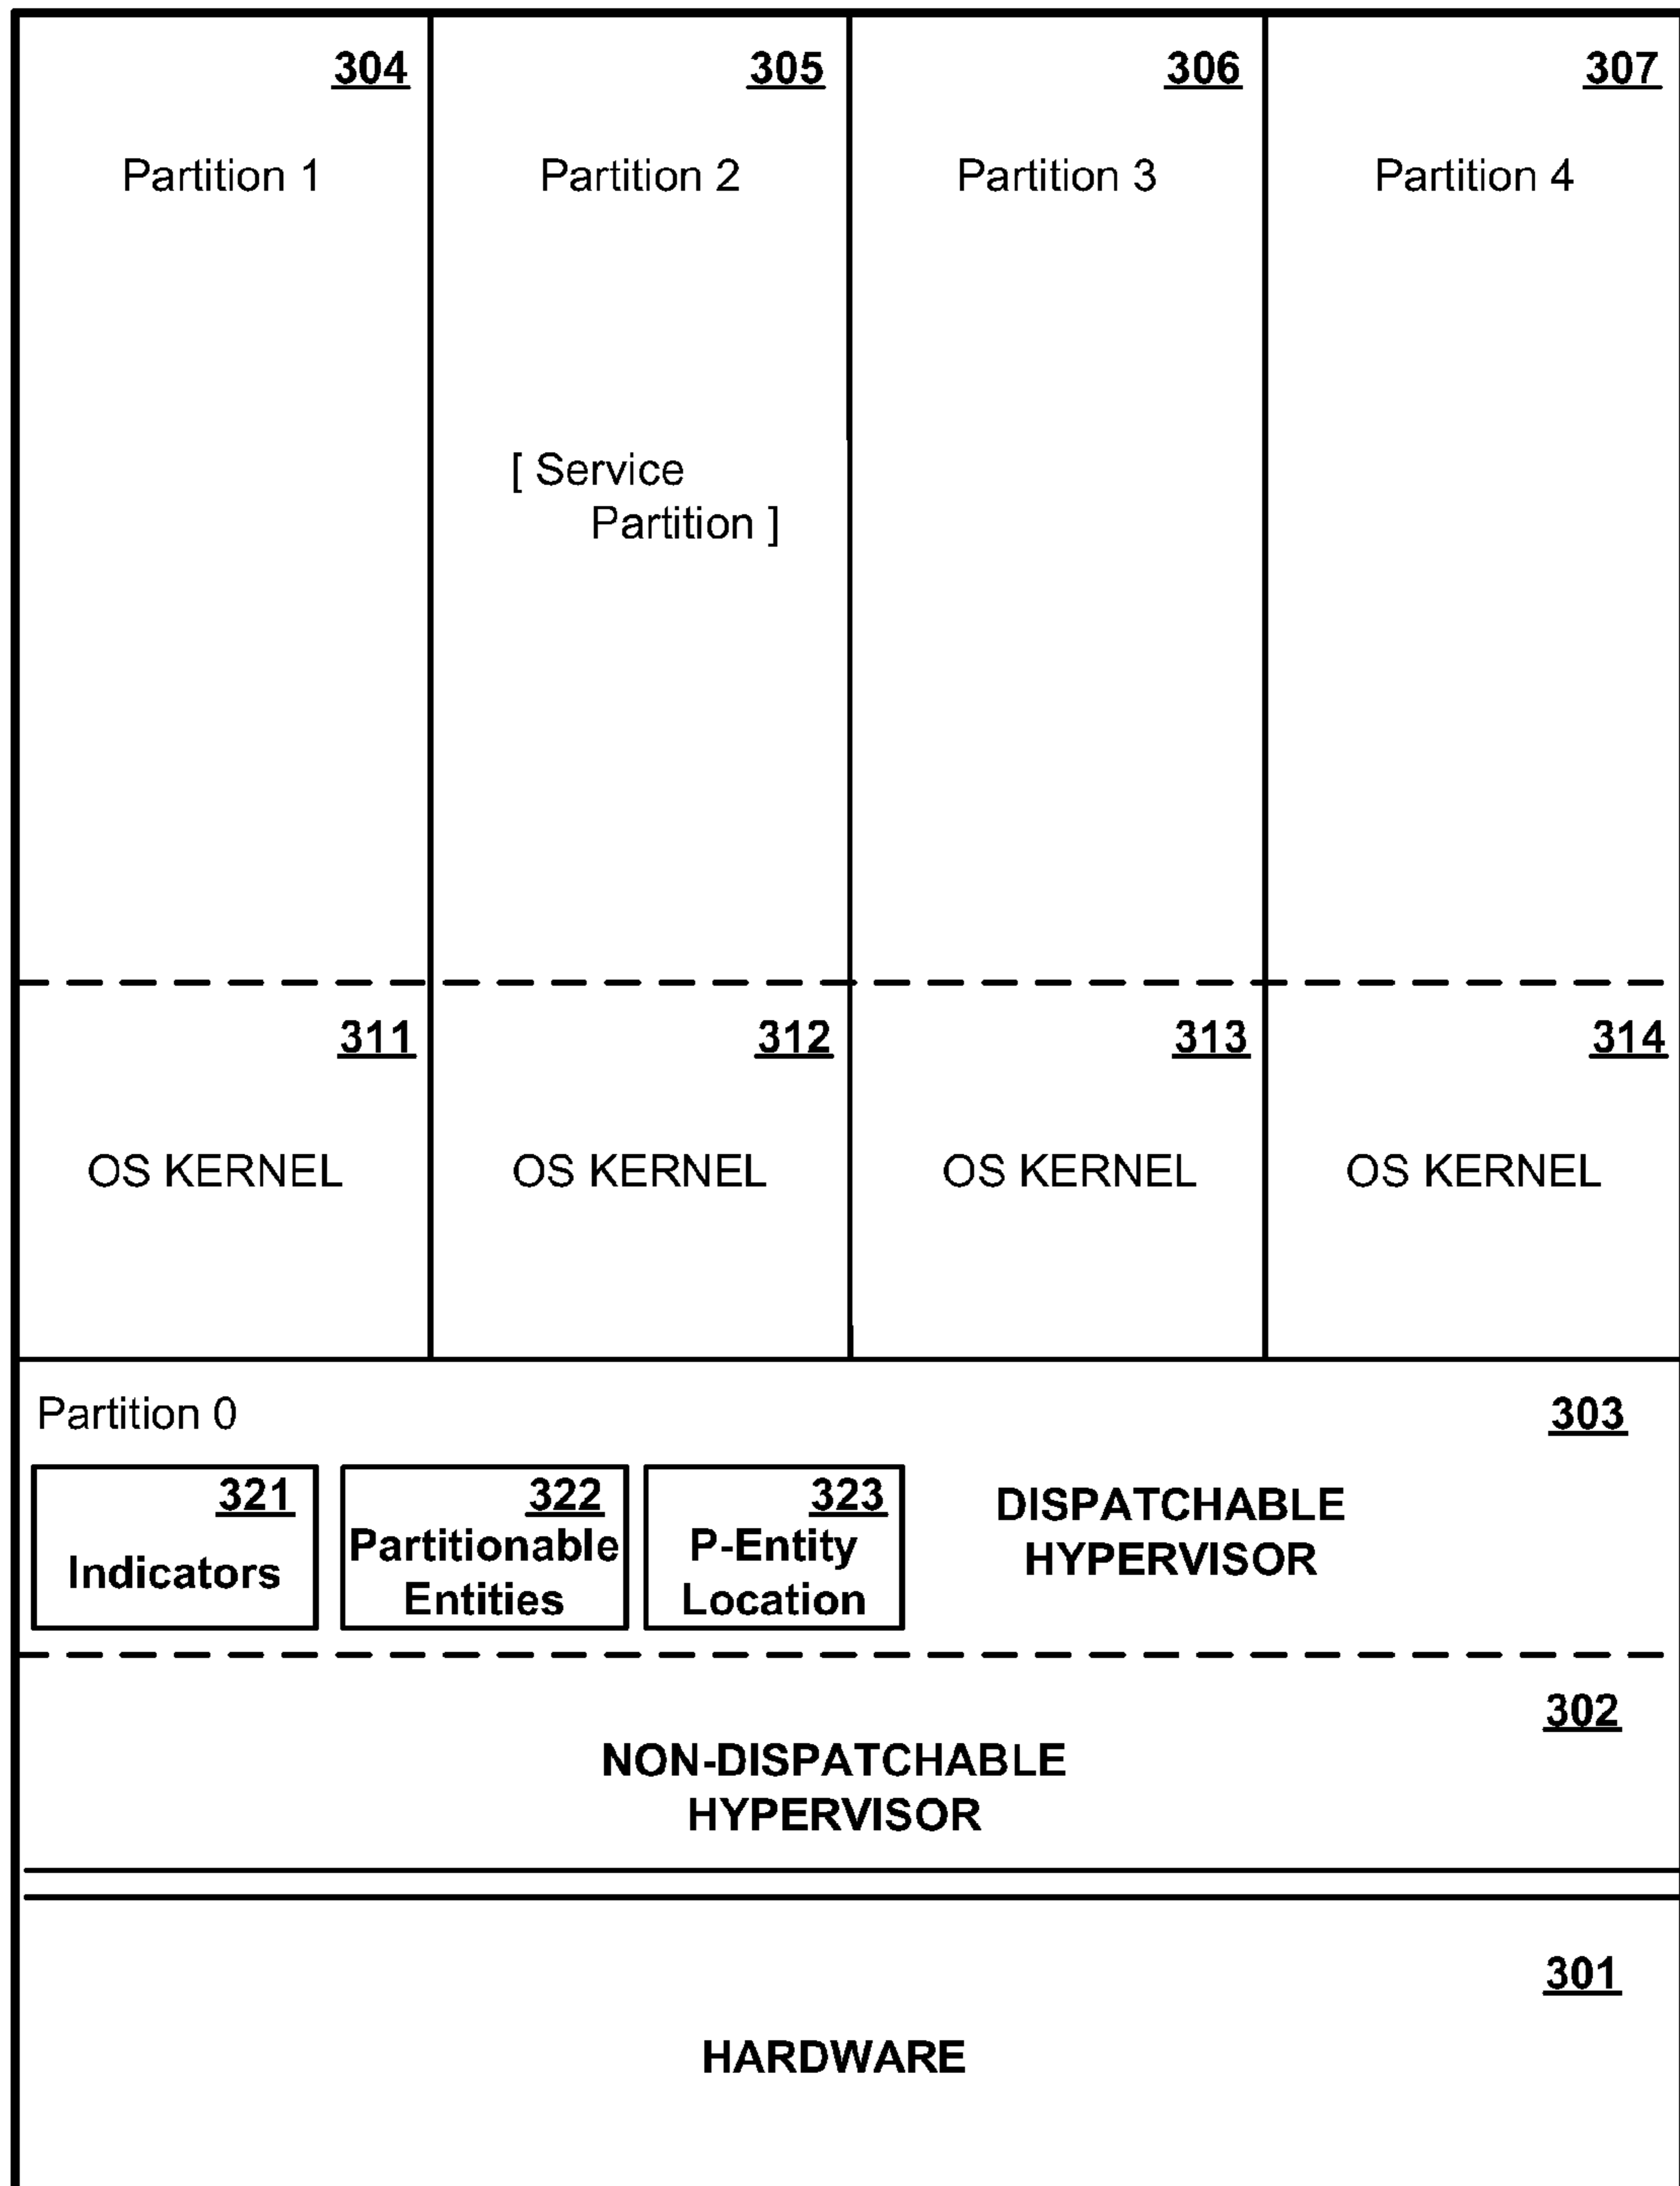 304
305
306
307
Partition 1
Partition 2
Partition 3
Partition 4
[ Service
Partition ]
311
312
313
314
OS KERNEL
OS KERNEL
OS KERNEL
OS KERNEL
Partition 0
303
321
Indicators
322
Partitionable
Entities
323
P-Entity
Location
DISPATCHABLE
HYPERVISOR
302
NON-DISPATCHABLE
HYPERVISOR
301
HARDWARE